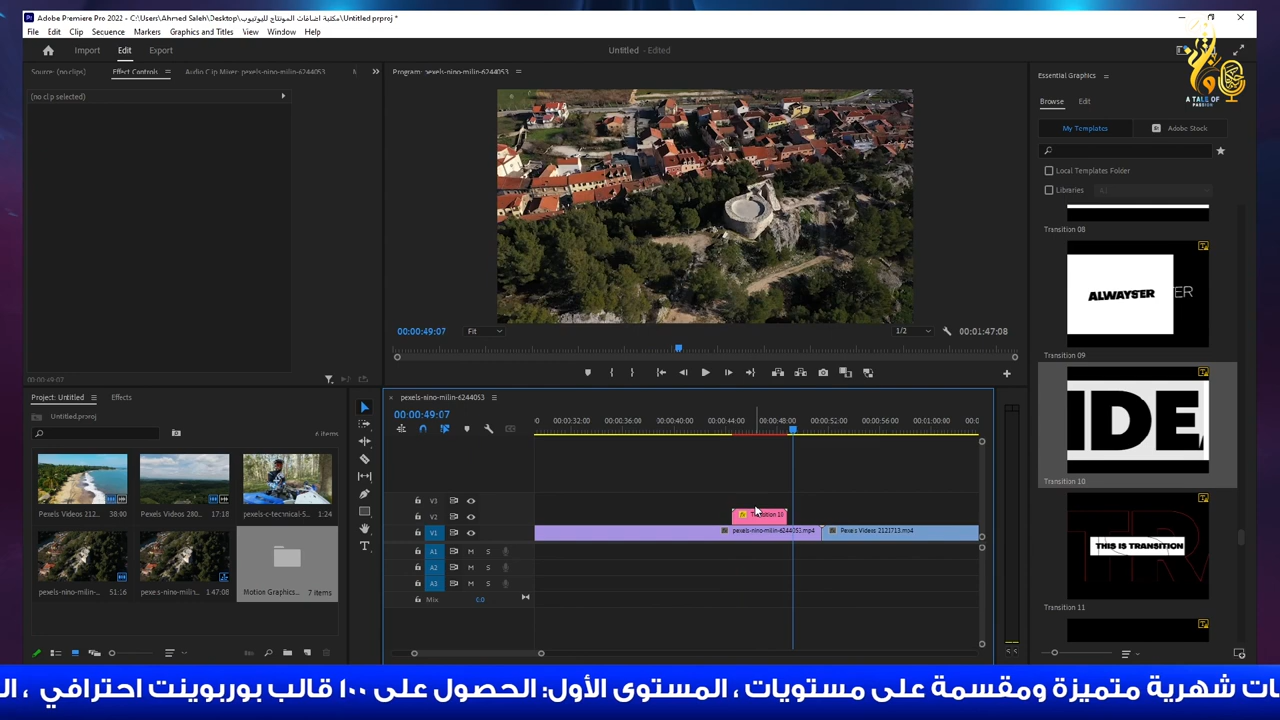 Adobe Premiere Pro 2022 - C:\Users\Ahmed Saleh\Desktop\مكتبة اضافات المونتاج لليوتيوب\Untitled.prproj *
File Edit Clip Sequence Markers Graphics and Titles View Window Help
Import Edit Export
Untitled - Edited
A TALE OF PASSION
Source: (no clips) Effect Controls Audio Clip Mixer: pexels-nino-milin-6244053
(no clip selected)
00:00:49:07
Program: pexels-nino-milin-6244053
00:00:49:07 Fit 1/2 00:01:47:08
Essential Graphics
Browse Edit
My Templates Adobe Stock
Local Templates Folder
Libraries All
Transition 08
ALWAYSER
TER
Transition 09
IDE
Transition 10
THIS IS TRANSITION
Transition 11
Project: Untitled Effects
Untitled.prproj
6 items
Pexels Videos 212... 38:00
Pexels Videos 280... 17:18
pexels-c-technical-5... 1:24
pexels-nino-milin-... 51:16
pexels-nino-milin... 1:47:08
Motion Graphics... 7 items
pexels-nino-milin-6244053
00:00:49:07
00:00:32:00 00:00:36:00 00:00:40:00 00:00:44:00 00:00:48:00 00:00:52:00 00:00:56:00 00:01:00:00
V3
V2 Transition 10
V1 pexels-nino-milin-6244053.mp4 Pexels Videos 2121713.mp4
A1 M S
A2 M S
A3 M S
Mix 0.0
ات شهرية متميزة ومقسمة على مستويات ، المستوى الأول: الحصول على ١٠٠ قالب بوربوينت احترافي ، ال